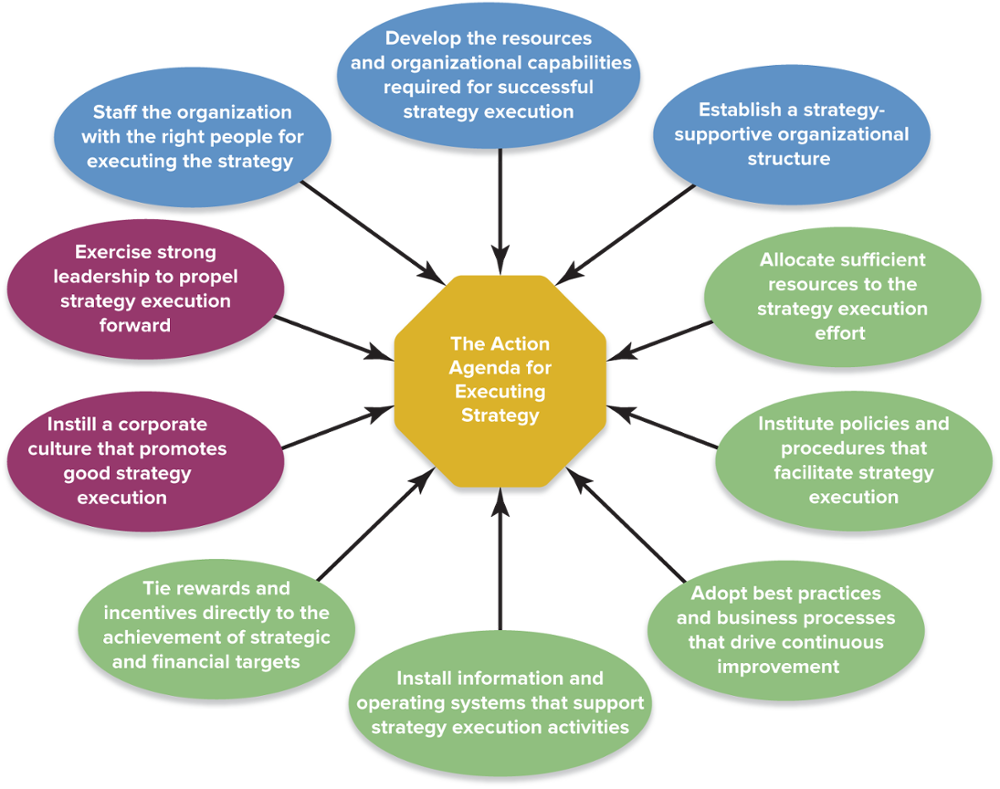 Develop the resources
and organizational capabilities
required for successful
strategy execution
Staff the organization
with the right people for
executing the strategy
Establish a strategy-
supportive organizational
structure
Exercise strong
leadership to propel
strategy execution
forward
Allocate sufficient
resources to the
strategy execution
effort
The Action
Agenda for
Executing
Strategy
Instill a corporate
culture that promotes
good strategy
execution
Institute policies and
procedures that
facilitate strategy
execution
Tie rewards and
incentives directly to the
achievement of strategic
and financial targets
Adopt best practices
and business processes
that drive continuous
improvement
Install information and
operating systems that support
strategy execution activities